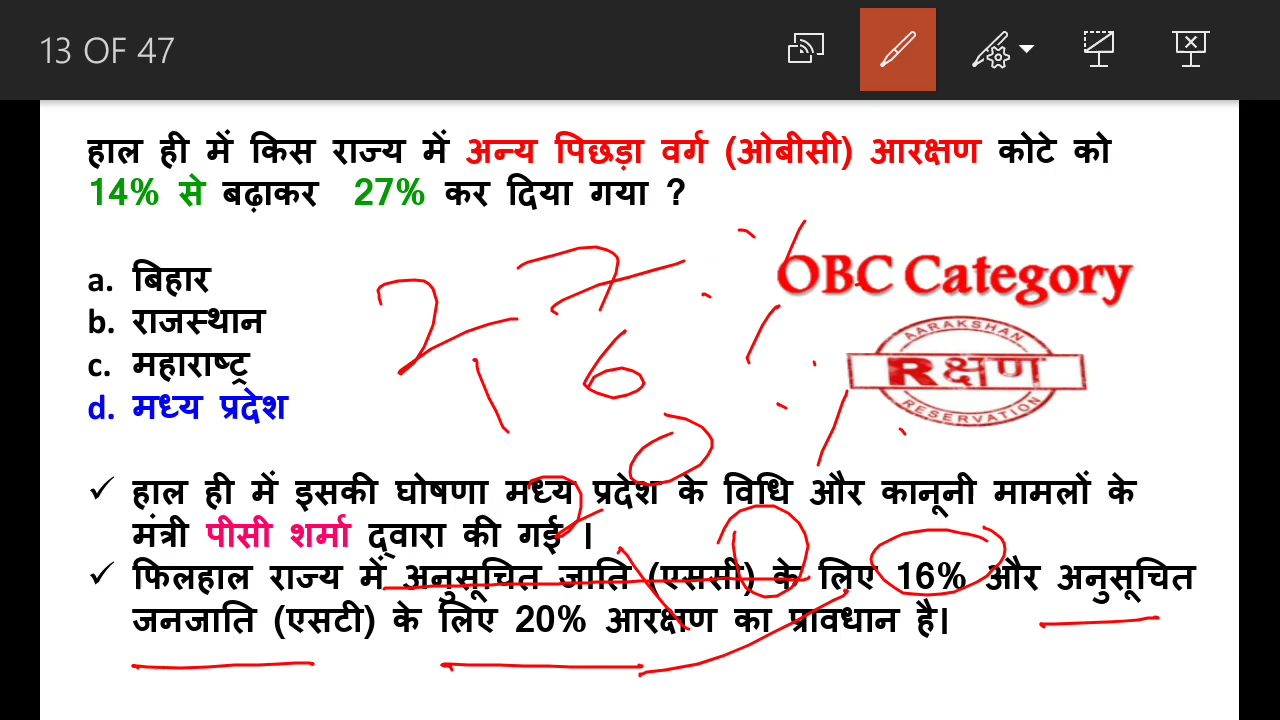 13 OF 47
हाल ही में किस राज्य में अन्य पिछड़ा वर्ग (ओबीसी) आरक्षण कोटे को
14% से बढ़ाकर 27% कर दिया गया ?
a. बिहार
b. राजस्थान
c. महाराष्ट्र
d. मध्य प्रदेश
27 %
16 %
OBC Category
AARAKSHAN
Rक्षण
RESERVATION
✓ हाल ही में इसकी घोषणा मध्य प्रदेश के विधि और कानूनी मामलों के
मंत्री पीसी शर्मा द्वारा की गई ।
✓ फिलहाल राज्य में अनुसूचित जाति (एससी) के लिए 16% और अनुसूचित
जनजाति (एसटी) के लिए 20% आरक्षण का प्रावधान है।